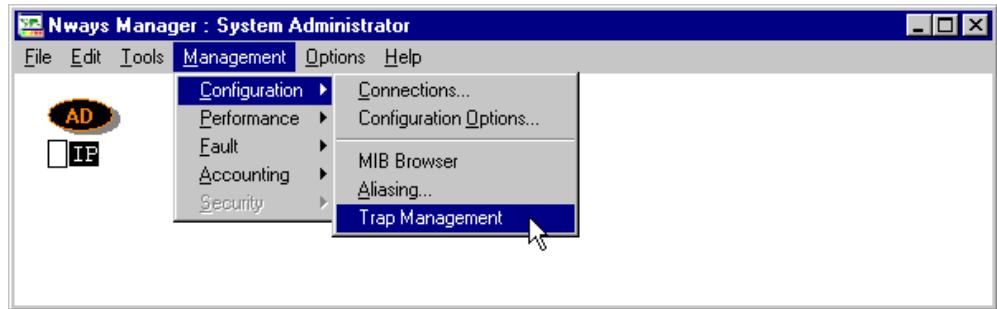 Nways Manager : System Administrator
File Edit Tools Management Options Help
AD
IP
Configuration
Performance
Fault
Accounting
Security
Connections...
Configuration Options...
MIB Browser
Aliasing...
Trap Management